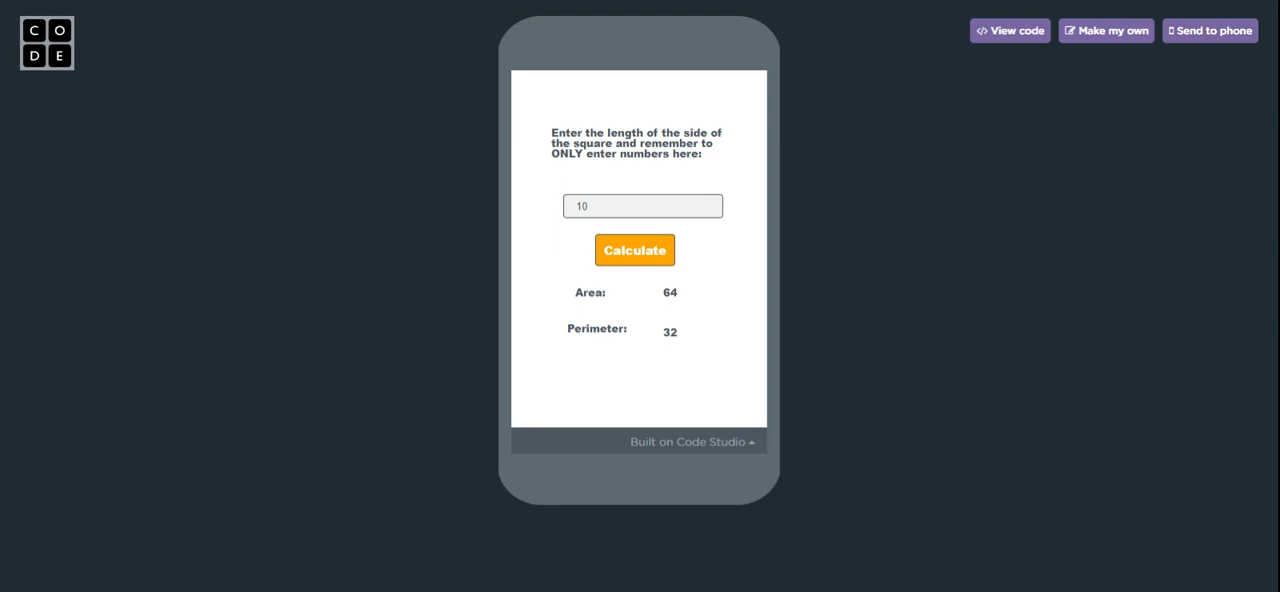 C O
D E
</> View code
Make my own
Send to phone
Enter the length of the side of
the square and remember to
ONLY enter numbers here:
10
Calculate
Area: 64
Perimeter: 32
Built on Code Studio